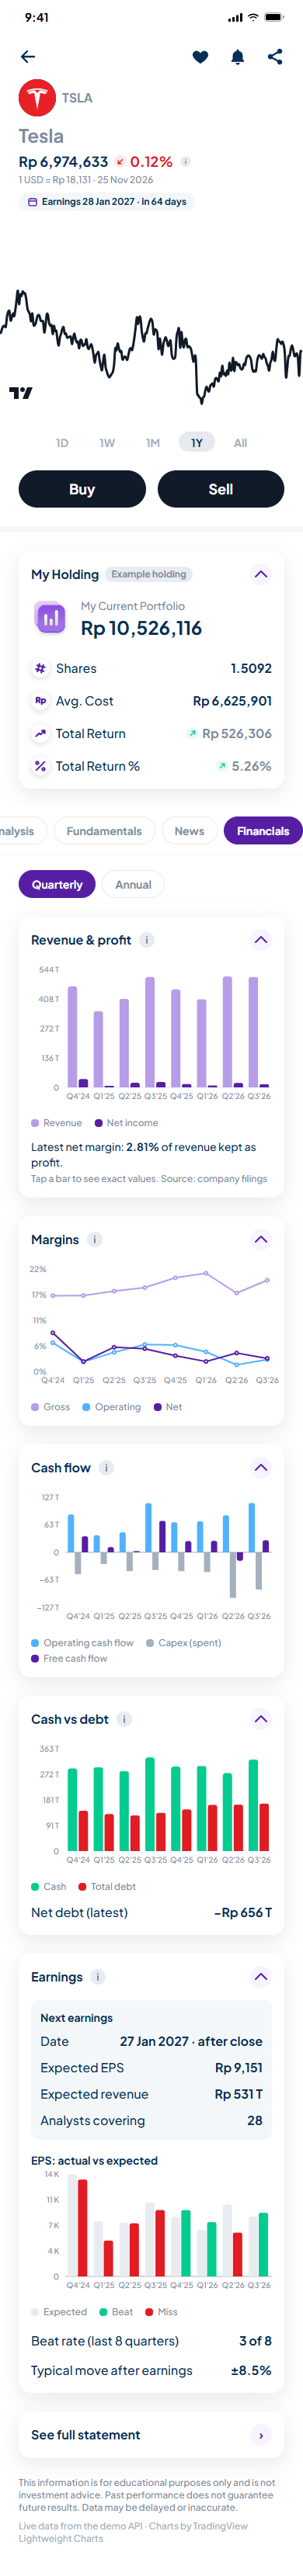 9:41
TSLA
Tesla
Rp 6,974,633 0.12% i
1 USD = Rp 18,131 · 25 Nov 2026
Earnings 28 Jan 2027 · in 64 days
1D 1W 1M 1Y All
Buy Sell
My Holding Example holding
My Current Portfolio
Rp 10,526,116
Shares 1.5092
Rp Avg. Cost Rp 6,625,901
Total Return Rp 526,306
Total Return % 5.26%
nalysis Fundamentals News Financials
Quarterly Annual
Revenue & profit i
544 T
408 T
272 T
136 T
0
Q4'24 Q1'25 Q2'25 Q3'25 Q4'25 Q1'26 Q2'26 Q3'26
Revenue Net income
Latest net margin: 2.81% of revenue kept as
profit.
Tap a bar to see exact values. Source: company filings
Margins i
22%
17%
11%
6%
0%
Q4'24 Q1'25 Q2'25 Q3'25 Q4'25 Q1'26 Q2'26 Q3'26
Gross Operating Net
Cash flow i
127 T
63 T
0
−63 T
−127 T
Q4'24 Q1'25 Q2'25 Q3'25 Q4'25 Q1'26 Q2'26 Q3'26
Operating cash flow Capex (spent)
Free cash flow
Cash vs debt i
363 T
272 T
181 T
91 T
0
Q4'24 Q1'25 Q2'25 Q3'25 Q4'25 Q1'26 Q2'26 Q3'26
Cash Total debt
Net debt (latest) −Rp 656 T
Earnings i
Next earnings
Date 27 Jan 2027 · after close
Expected EPS Rp 9,151
Expected revenue Rp 531 T
Analysts covering 28
EPS: actual vs expected
14 K
11 K
7 K
4 K
0
Q4'24 Q1'25 Q2'25 Q3'25 Q4'25 Q1'26 Q2'26 Q3'26
Expected Beat Miss
Beat rate (last 8 quarters) 3 of 8
Typical move after earnings ±8.5%
See full statement ›
This information is for educational purposes only and is not
investment advice. Past performance does not guarantee
future results. Data may be delayed or inaccurate.
Live data from the demo API · Charts by TradingView
Lightweight Charts